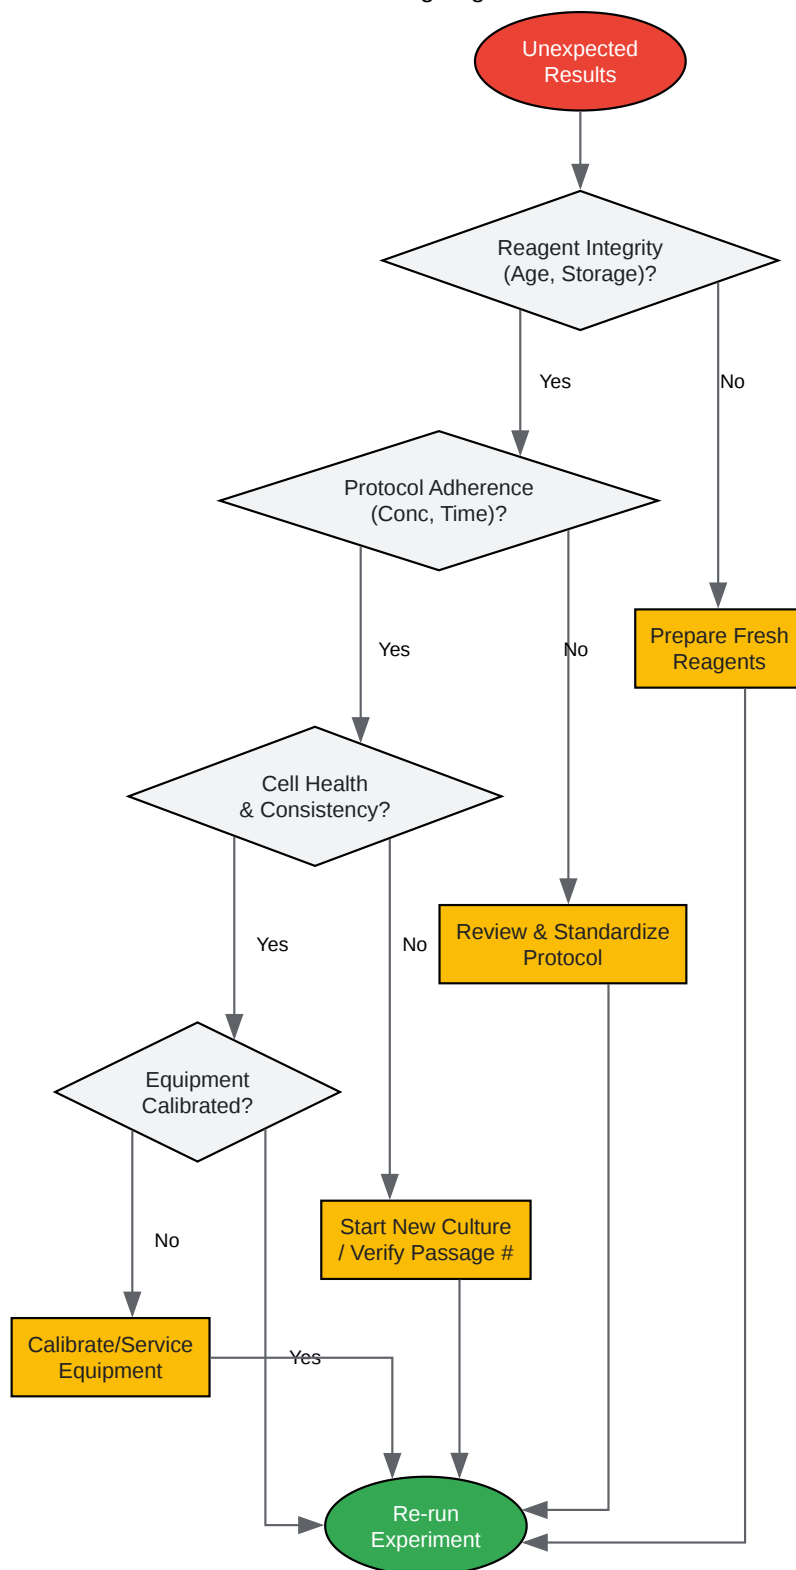 Unexpected
Results
Reagent Integrity
(Age, Storage)?
Yes
No
Protocol Adherence
(Conc, Time)?
Prepare Fresh
Reagents
Yes
No
Cell Health
& Consistency?
Review & Standardize
Protocol
Yes
No
Equipment
Calibrated?
Start New Culture
/ Verify Passage #
No
Calibrate/Service
Equipment
Yes
Re-run
Experiment